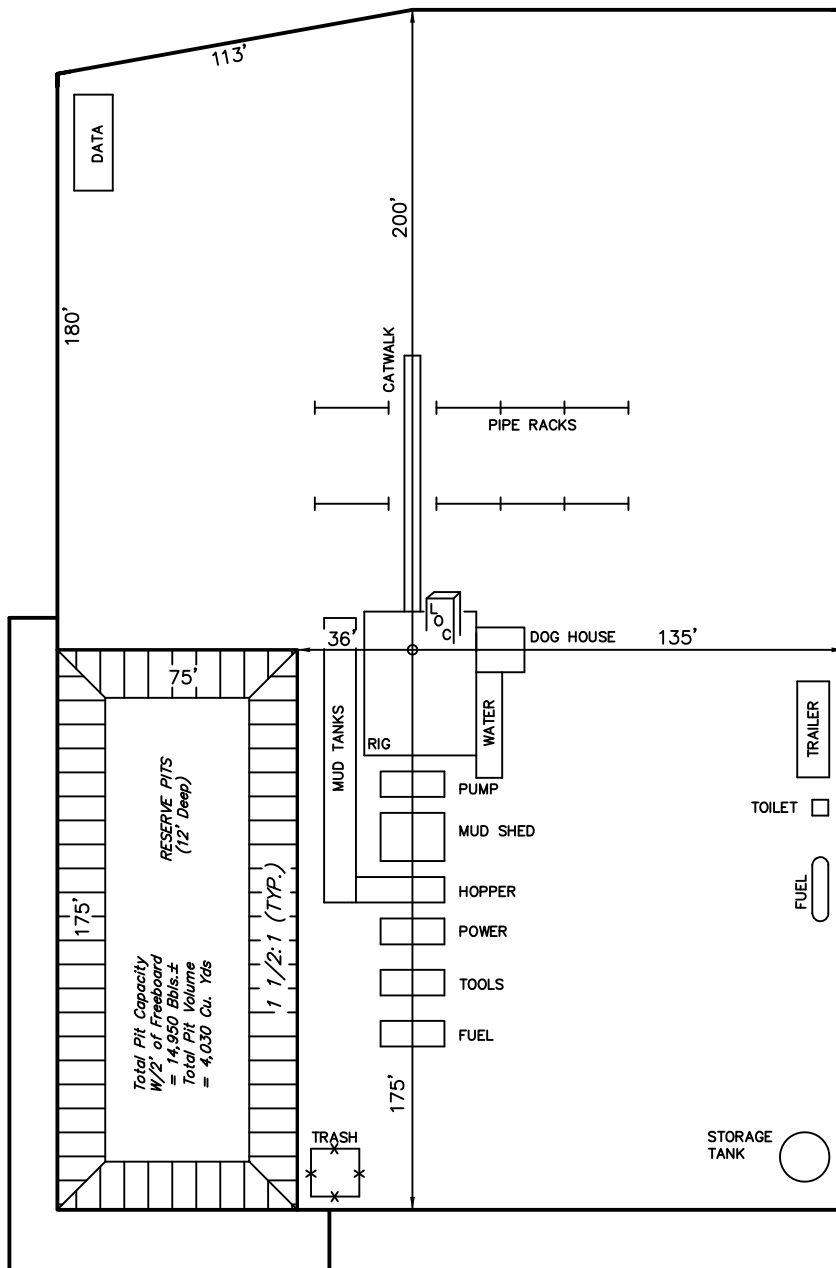 113'
DATA
200'
180'
CATWALK
PIPE RACKS
L
O
C
36'
DOG HOUSE
135'
75'
MUD TANKS
RIG
WATER
TRAILER
PUMP
RESERVE PITS
(12' Deep)
TOILET
MUD SHED
FUEL
HOPPER
175'
1 1/2:1 (TYP.)
POWER
TOOLS
Total Pit Capacity
W/2' of Freeboard
= 14,950 Bbls.±
Total Pit Volume
= 4,030 Cu. Yds
FUEL
175'
TRASH
STORAGE
TANK